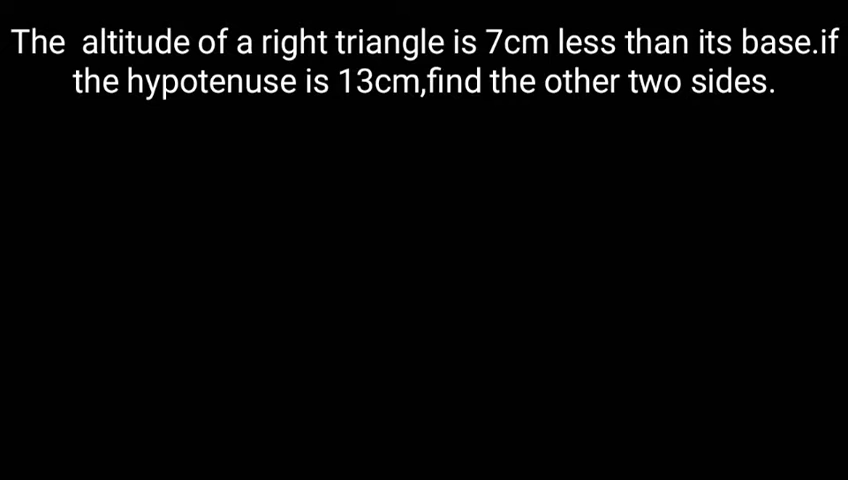 The  altitude of a right triangle is 7cm less than its base.if
the hypotenuse is 13cm,find the other two sides.